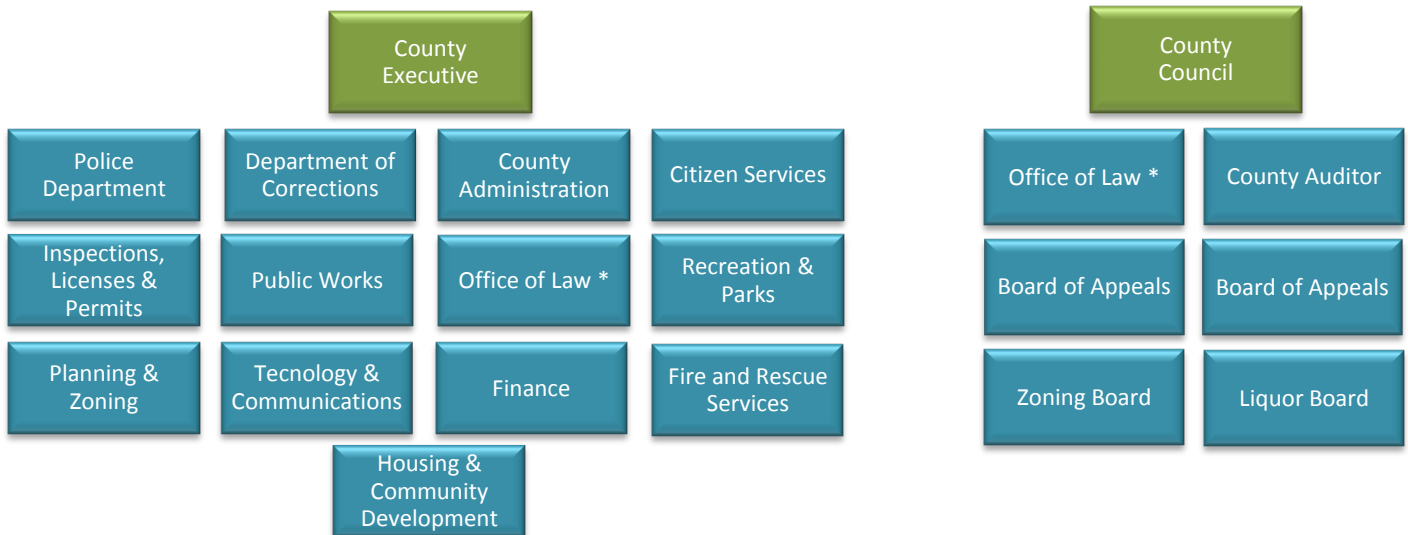 County
Executive
County
Council
Police
Department
Department of
Corrections
County
Administration
Citizen Services
Office of Law *
County Auditor
Inspections,
Licenses &
Permits
Public Works
Office of Law *
Recreation &
Parks
Board of Appeals
Board of Appeals
Planning &
Zoning
Tecnology &
Communications
Finance
Fire and Rescue
Services
Zoning Board
Liquor Board
Housing &
Community
Development